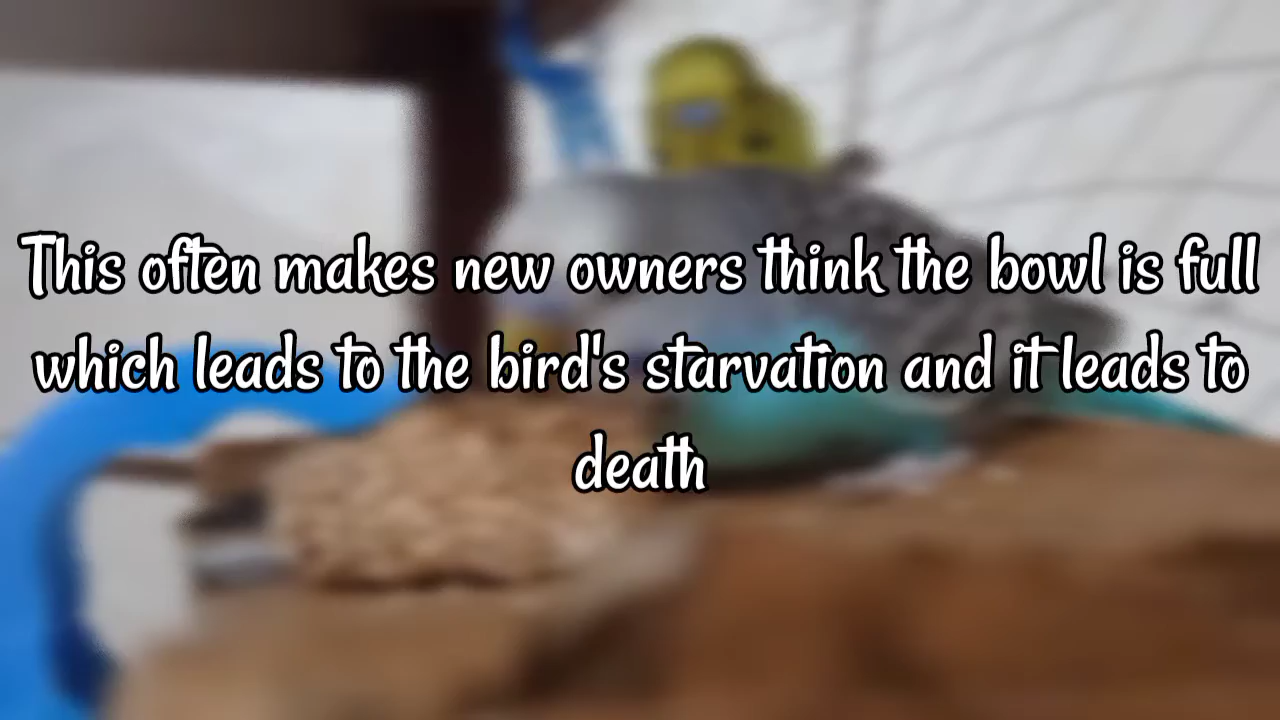 This often makes new owners think the bowl is full
which leads to the bird's starvation and it leads to
death